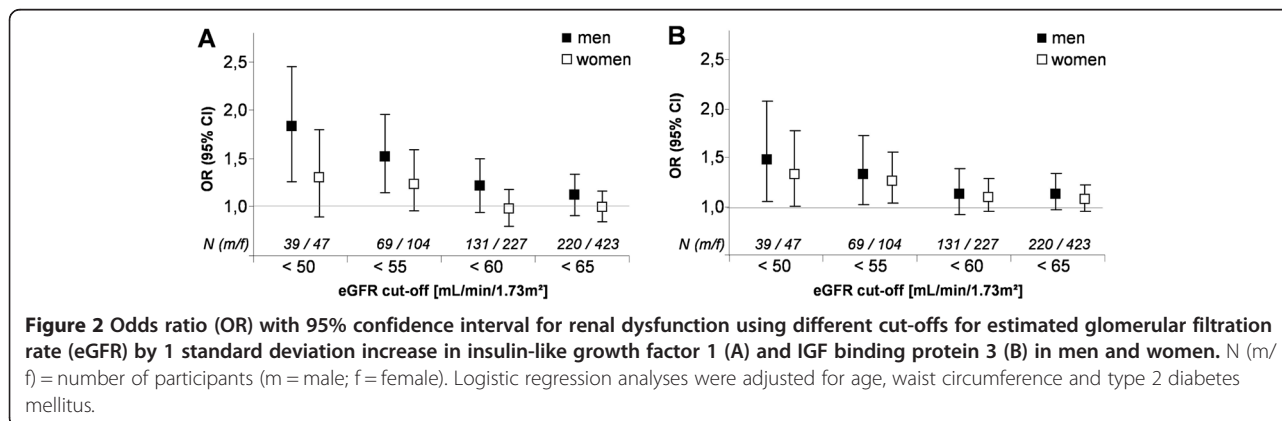 A
■ men
□ women
2,5
2,0
1,5
1,0
OR (95% CI)
N (m/f) 39 / 47 69 / 104 131 / 227 220 / 423
< 50 < 55 < 60 < 65
eGFR cut-off [mL/min/1.73m²]
B
■ men
□ women
2,5
2,0
1,5
1,0
OR (95% CI)
N (m/f) 39 / 47 69 / 104 131 / 227 220 / 423
< 50 < 55 < 60 < 65
eGFR cut-off [mL/min/1.73m²]
Figure 2 Odds ratio (OR) with 95% confidence interval for renal dysfunction using different cut-offs for estimated glomerular filtration
rate (eGFR) by 1 standard deviation increase in insulin-like growth factor 1 (A) and IGF binding protein 3 (B) in men and women. N (m/
f) = number of participants (m = male; f = female). Logistic regression analyses were adjusted for age, waist circumference and type 2 diabetes
mellitus.